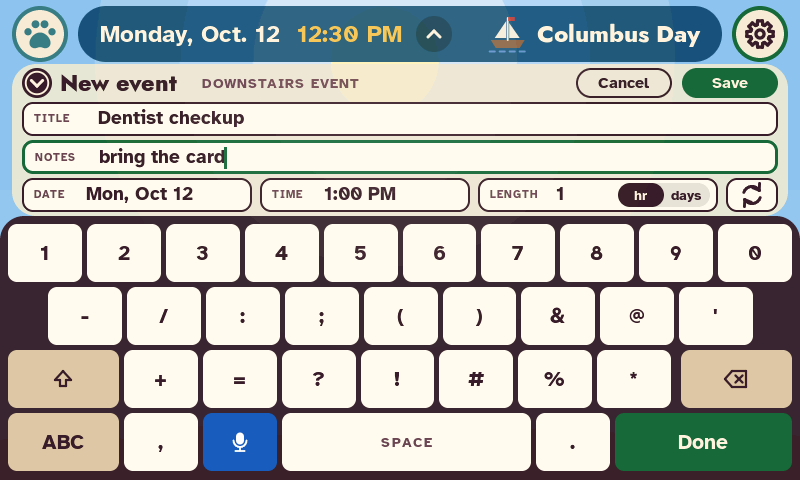 Monday, Oct. 12 12:30 PM Columbus Day
New event DOWNSTAIRS EVENT Cancel Save
TITLE Dentist checkup
NOTES bring the card
DATE Mon, Oct 12 TIME 1:00 PM LENGTH 1 hr days
1 2 3 4 5 6 7 8 9 0
- / : ; ( ) & @ '
+ = ? ! # % *
ABC , SPACE . Done